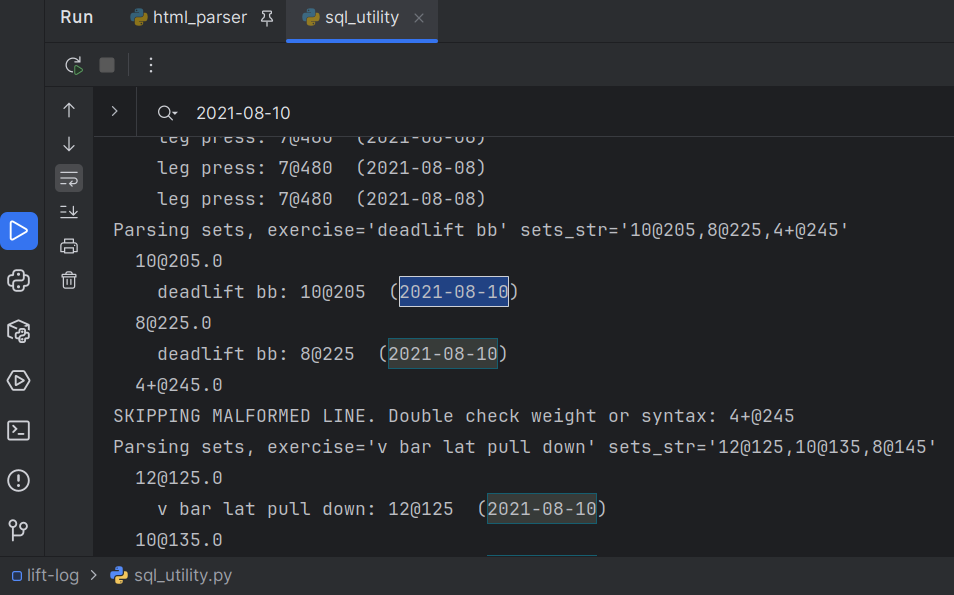 Run html_parser sql_utility
2021-08-10
leg press: 7@480 (2021-08-08)
leg press: 7@480 (2021-08-08)
leg press: 7@480 (2021-08-08)
Parsing sets, exercise='deadlift bb' sets_str='10@205,8@225,4+@245'
10@205.0
deadlift bb: 10@205 (2021-08-10)
8@225.0
deadlift bb: 8@225 (2021-08-10)
4+@245.0
SKIPPING MALFORMED LINE. Double check weight or syntax: 4+@245
Parsing sets, exercise='v bar lat pull down' sets_str='12@125,10@135,8@145'
12@125.0
v bar lat pull down: 12@125 (2021-08-10)
10@135.0
lift-log > sql_utility.py